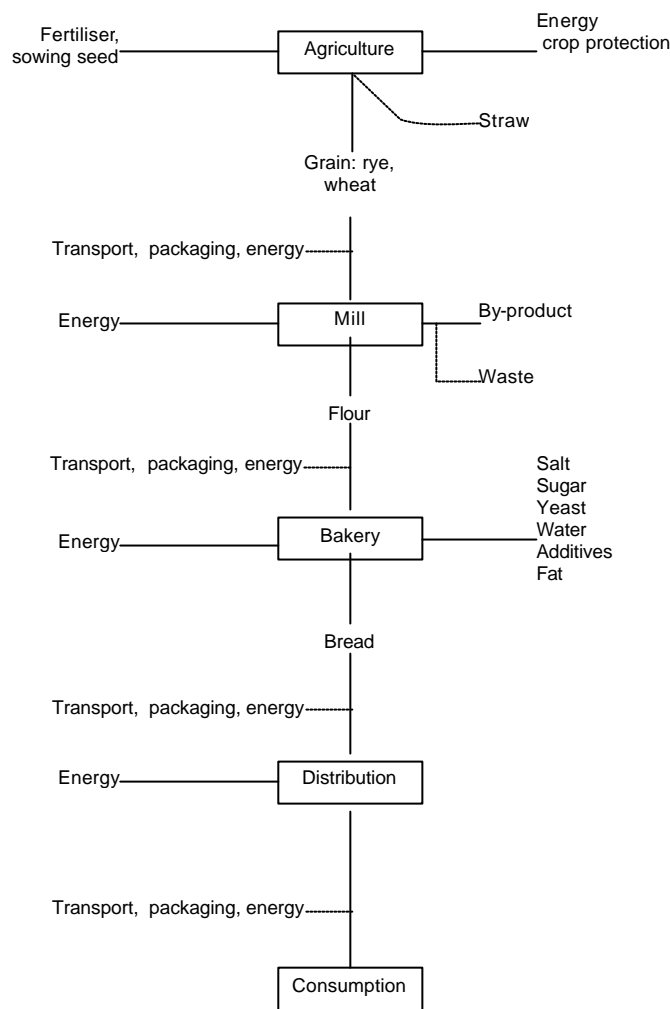 Fertiliser,
sowing seed
Agriculture
Energy
crop protection
Straw
Grain: rye,
wheat
Transport, packaging, energy
Energy
Mill
By-product
Waste
Flour
Transport, packaging, energy
Energy
Bakery
Salt
Sugar
Yeast
Water
Additives
Fat
Bread
Transport, packaging, energy
Energy
Distribution
Transport, packaging, energy
Consumption